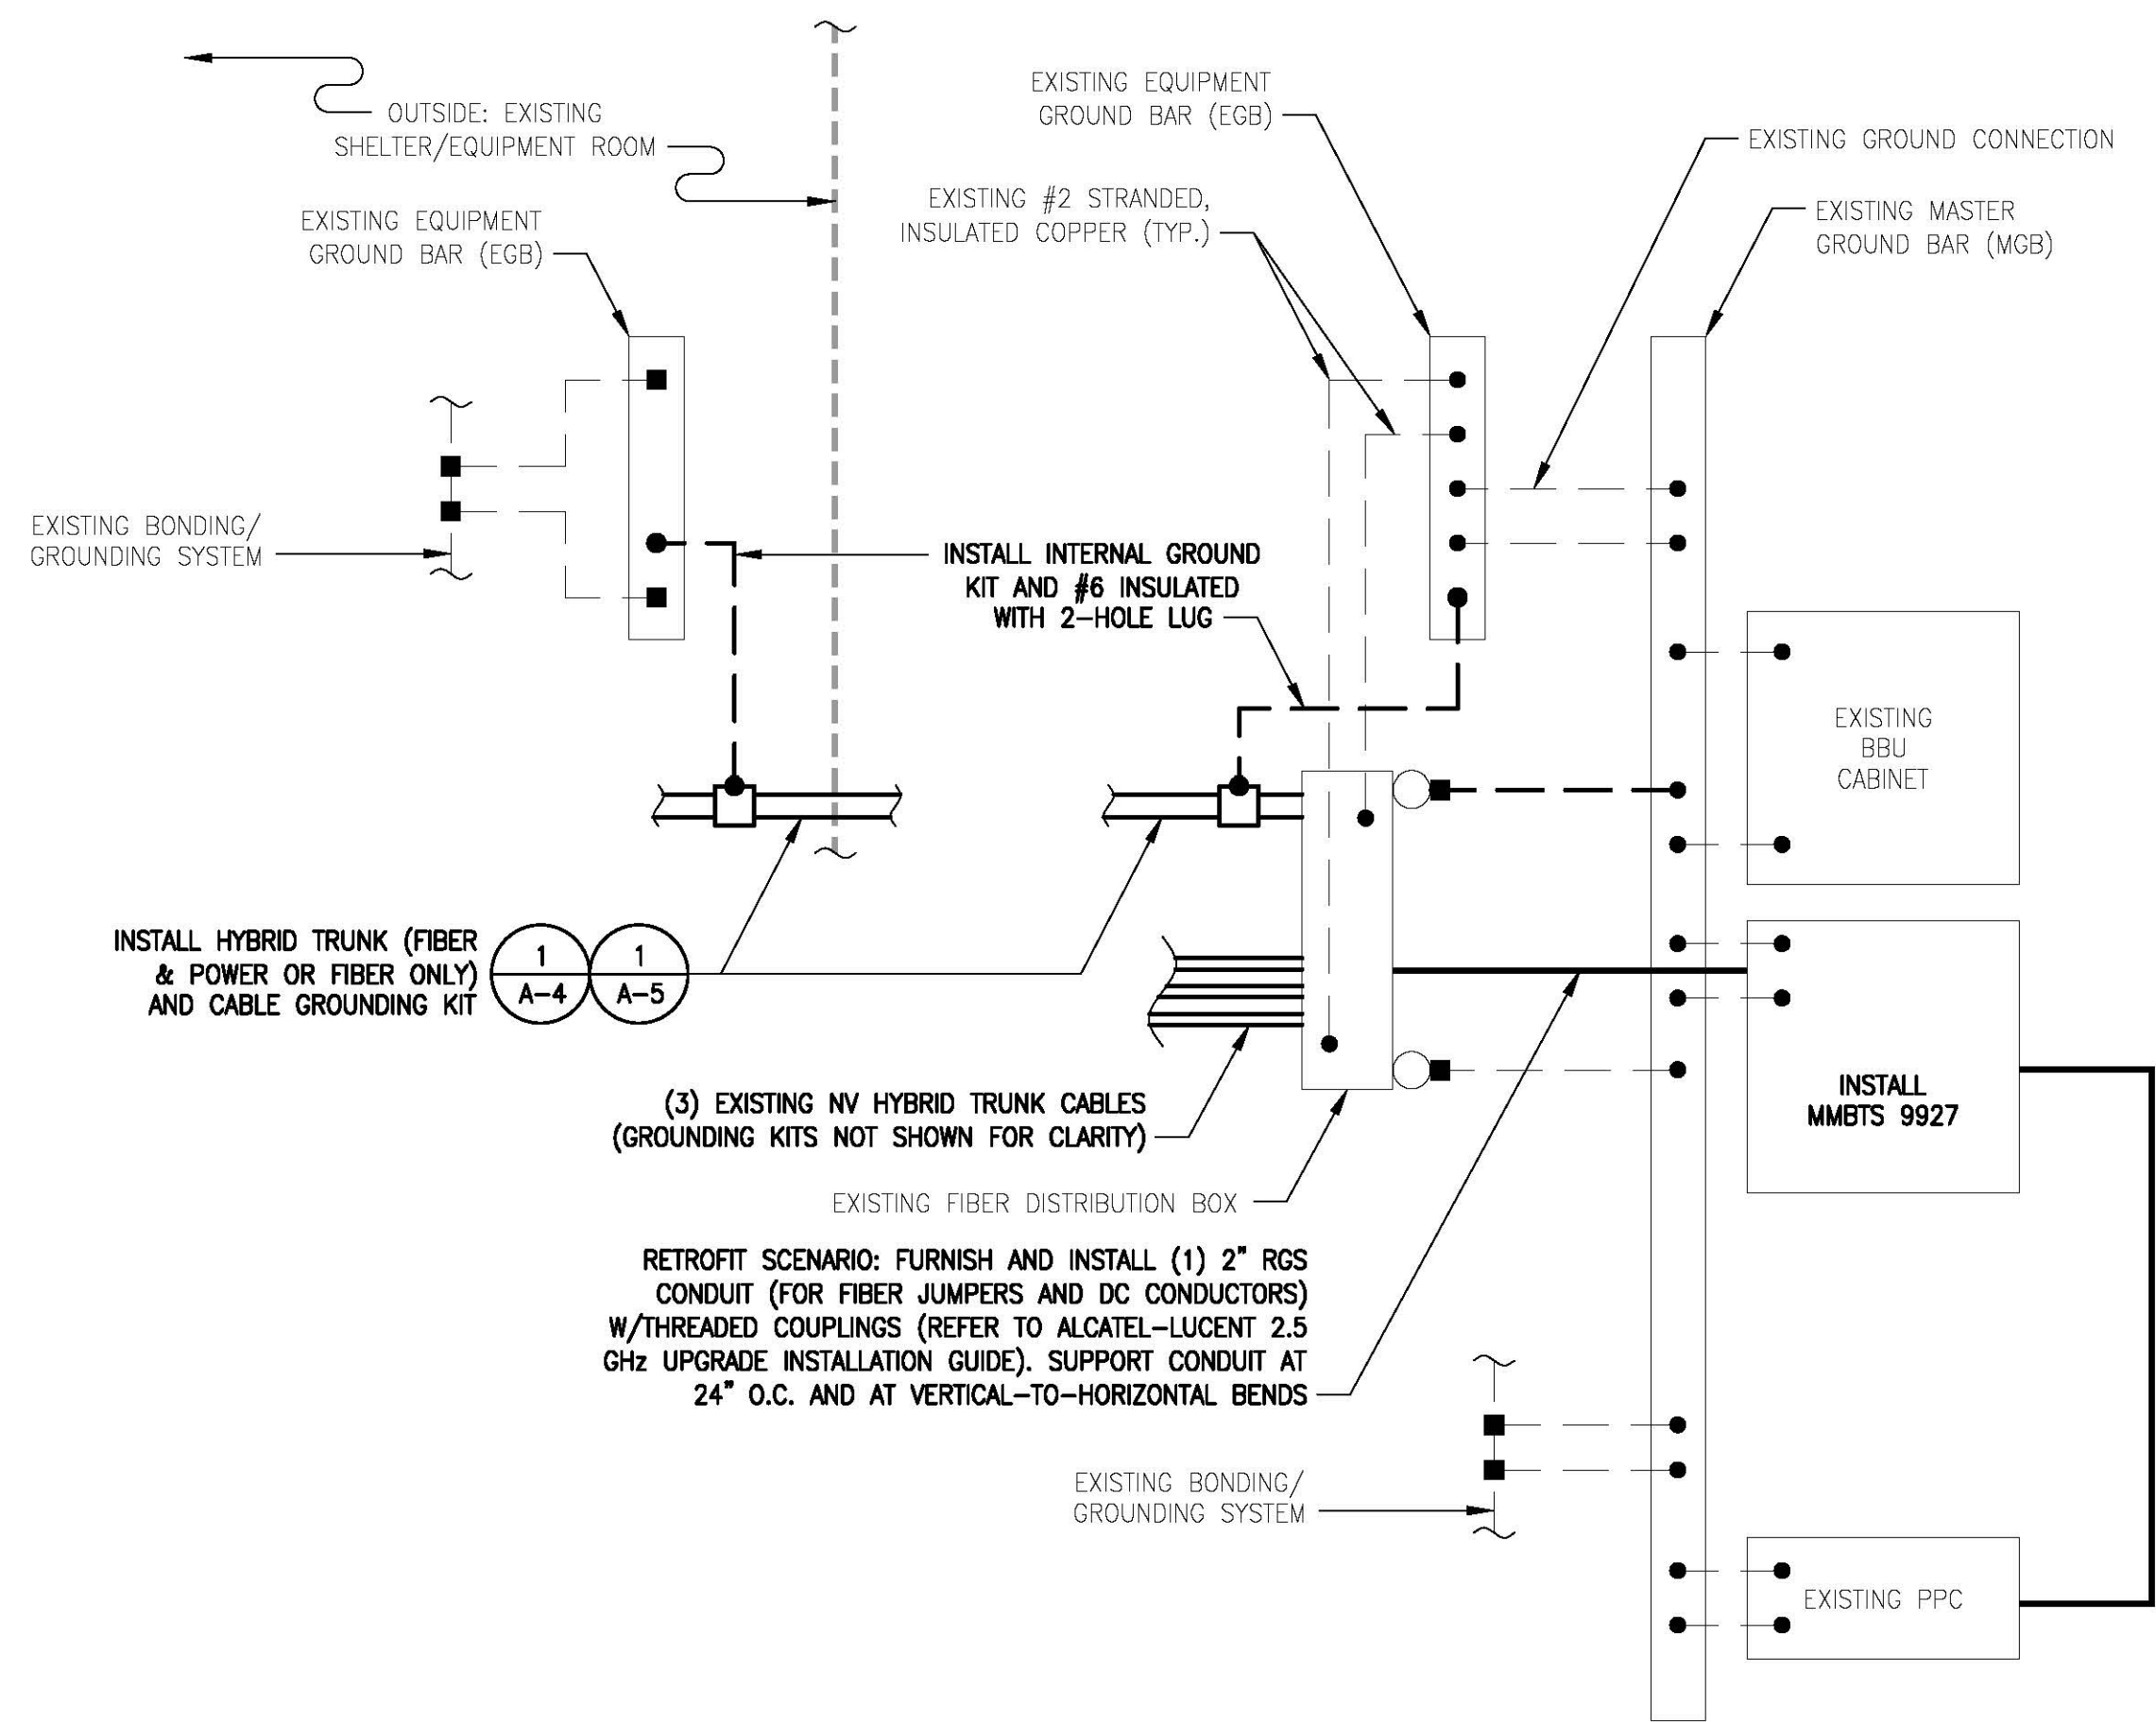 OUTSIDE: EXISTING
SHELTER/EQUIPMENT ROOM
EXISTING EQUIPMENT
GROUND BAR (EGB)
EXISTING EQUIPMENT
GROUND BAR (EGB)
EXISTING #2 STRANDED,
INSULATED COPPER (TYP.)
EXISTING GROUND CONNECTION
EXISTING MASTER
GROUND BAR (MGB)
EXISTING BONDING/
GROUNDING SYSTEM
INSTALL INTERNAL GROUND
KIT AND #6 INSULATED
WITH 2-HOLE LUG
EXISTING
BBU
CABINET
INSTALL HYBRID TRUNK (FIBER
& POWER OR FIBER ONLY)
AND CABLE GROUNDING KIT
1
A-4
1
A-5
(3) EXISTING NV HYBRID TRUNK CABLES
(GROUNDING KITS NOT SHOWN FOR CLARITY)
INSTALL
MMBTS 9927
EXISTING FIBER DISTRIBUTION BOX
RETROFIT SCENARIO: FURNISH AND INSTALL (1) 2" RGS
CONDUIT (FOR FIBER JUMPERS AND DC CONDUCTORS)
W/THREADED COUPLINGS (REFER TO ALCATEL-LUCENT 2.5
GHz UPGRADE INSTALLATION GUIDE). SUPPORT CONDUIT AT
24" O.C. AND AT VERTICAL-TO-HORIZONTAL BENDS
EXISTING BONDING/
GROUNDING SYSTEM
EXISTING PPC